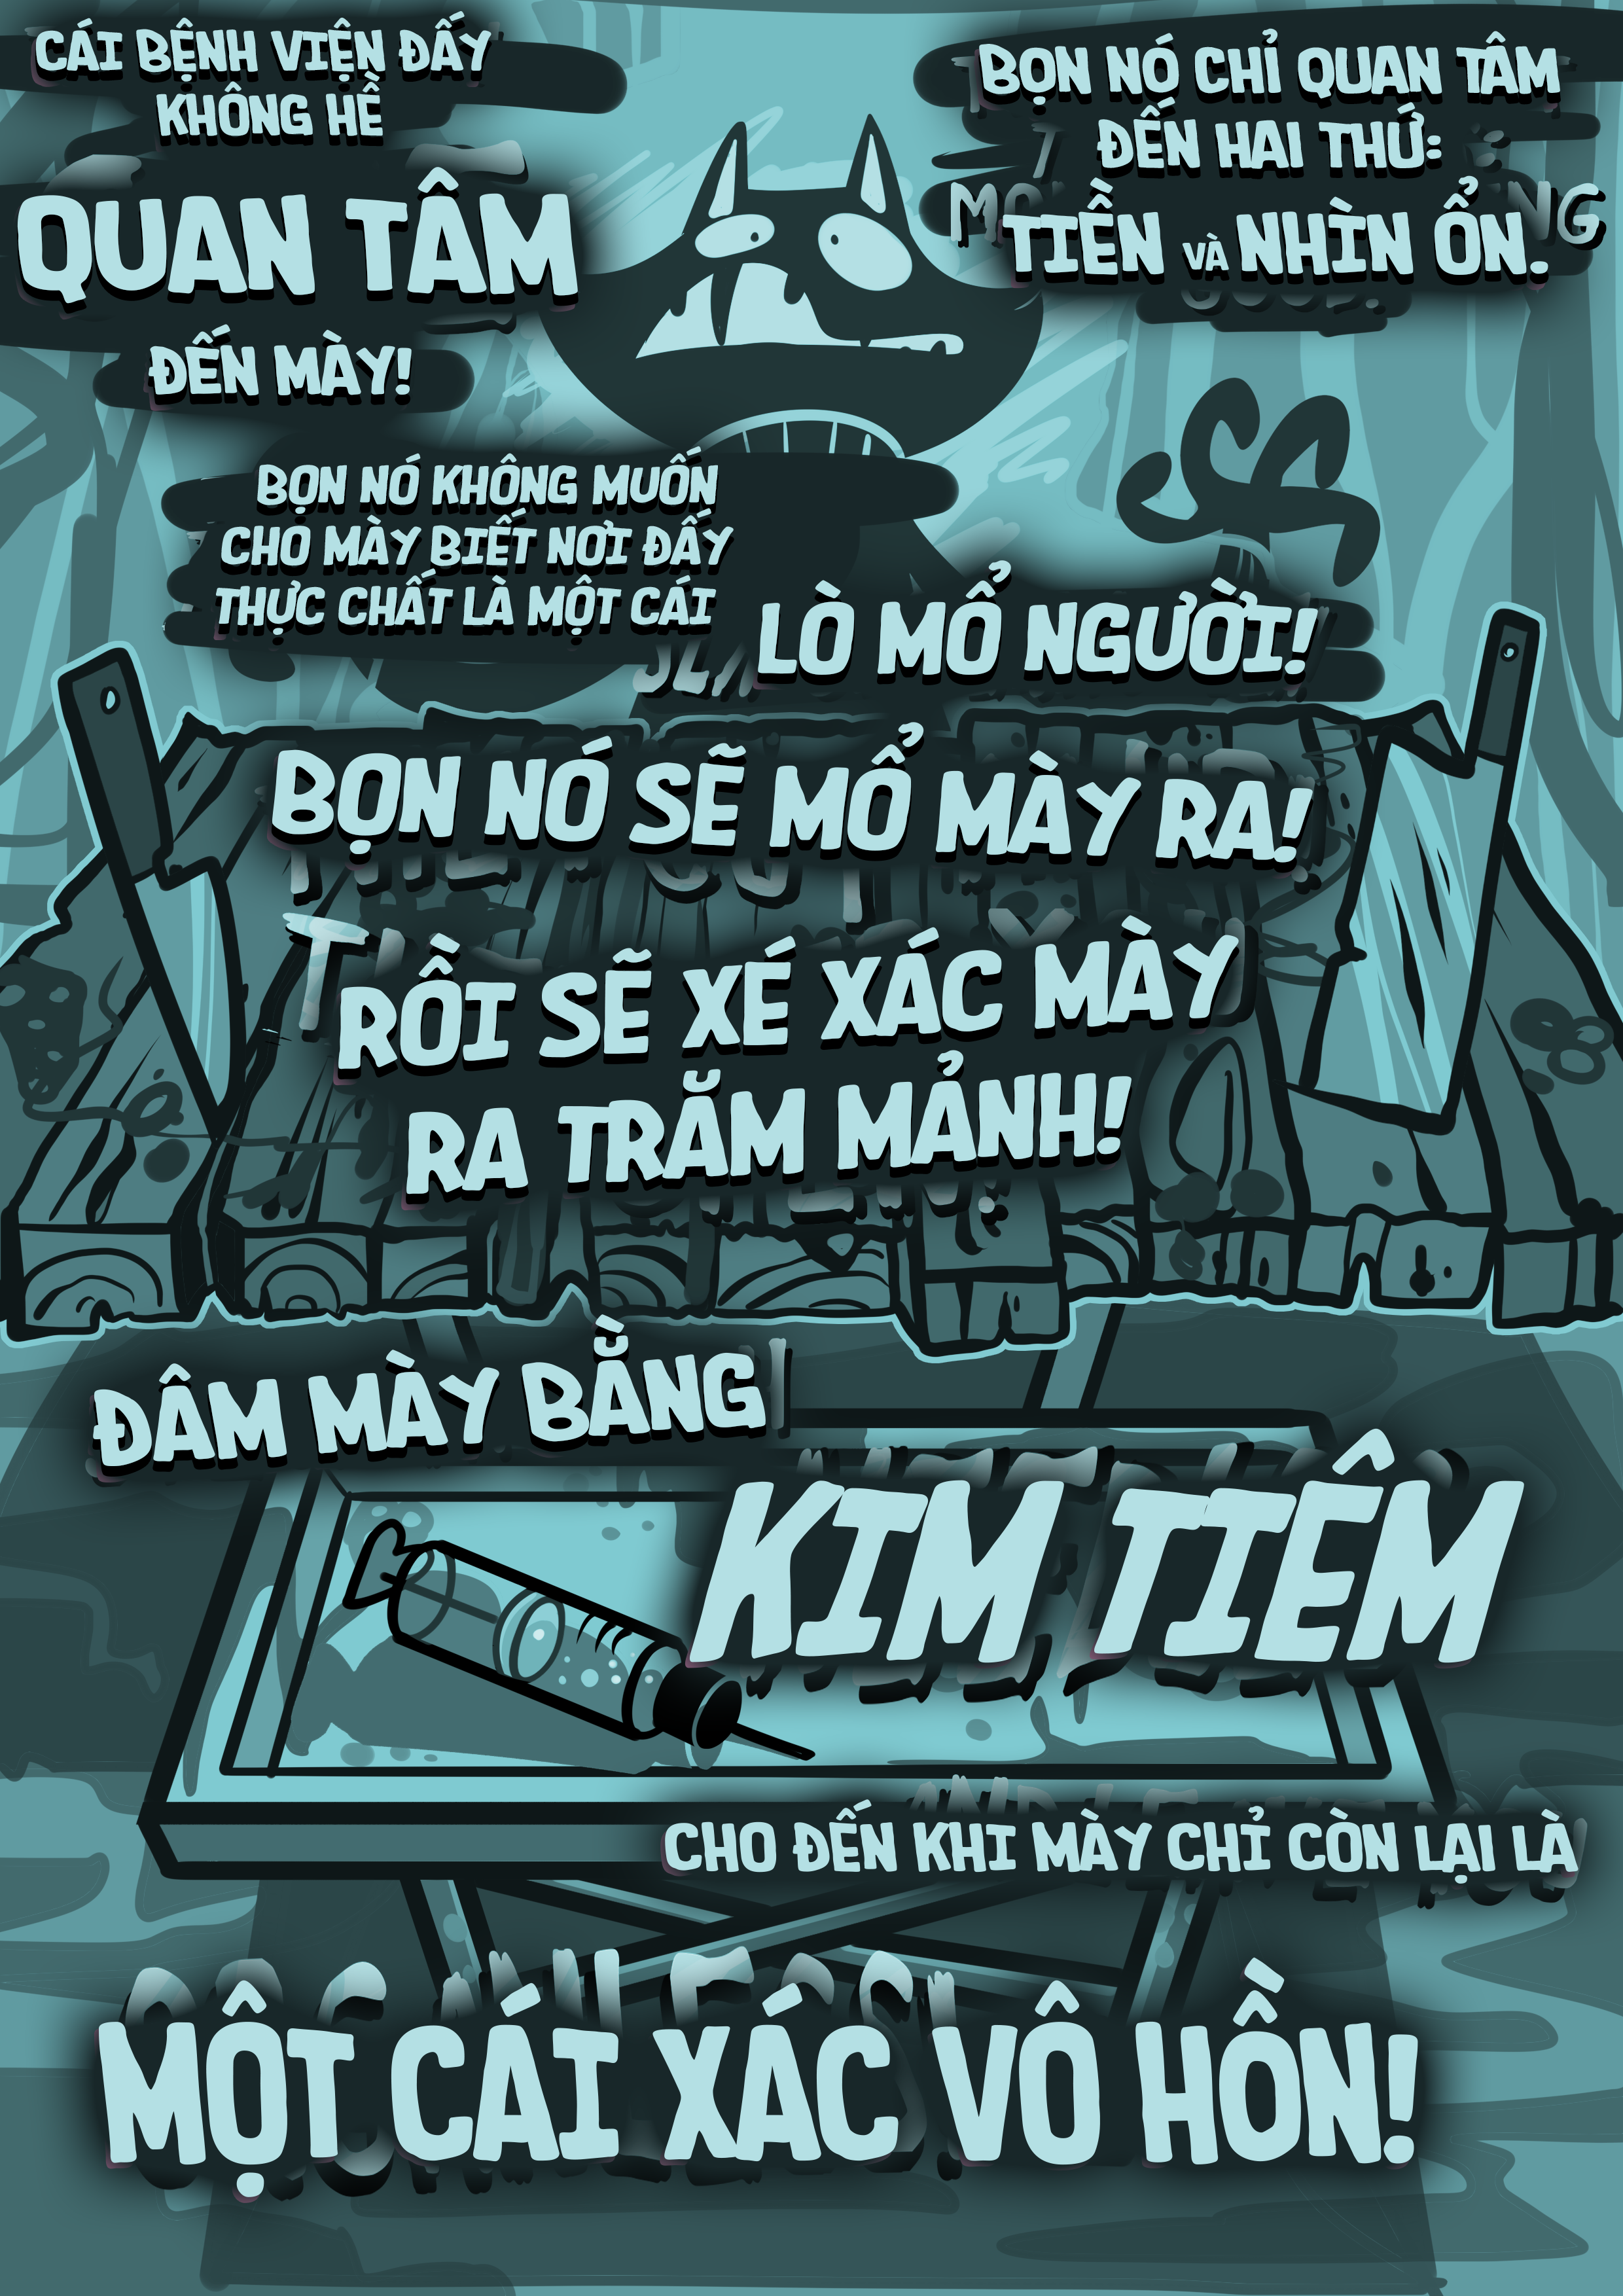 CÁI BỆNH VIỆN ĐẤY
KHÔNG HỀ
QUAN TÂM
ĐẾN MÀY!
BỌN NÓ CHỈ QUAN TÂM
ĐẾN HAI THỨ:
TIỀN VÀ NHÌN ỔN.
BỌN NÓ KHÔNG MUỐN
CHO MÀY BIẾT NƠI ĐẤY
THỰC CHẤT LÀ MỘT CÁI
LÒ MỔ NGƯỜI!
BỌN NÓ SẼ MỔ MÀY RA!
RỒI SẼ XÉ XÁC MÀY
RA TRĂM MẢNH!
ĐÂM MÀY BẰNG
KIM TIÊM
CHO ĐẾN KHI MÀY CHỈ CÒN LẠI LÀ
MỘT CÁI XÁC VÔ HỒN!